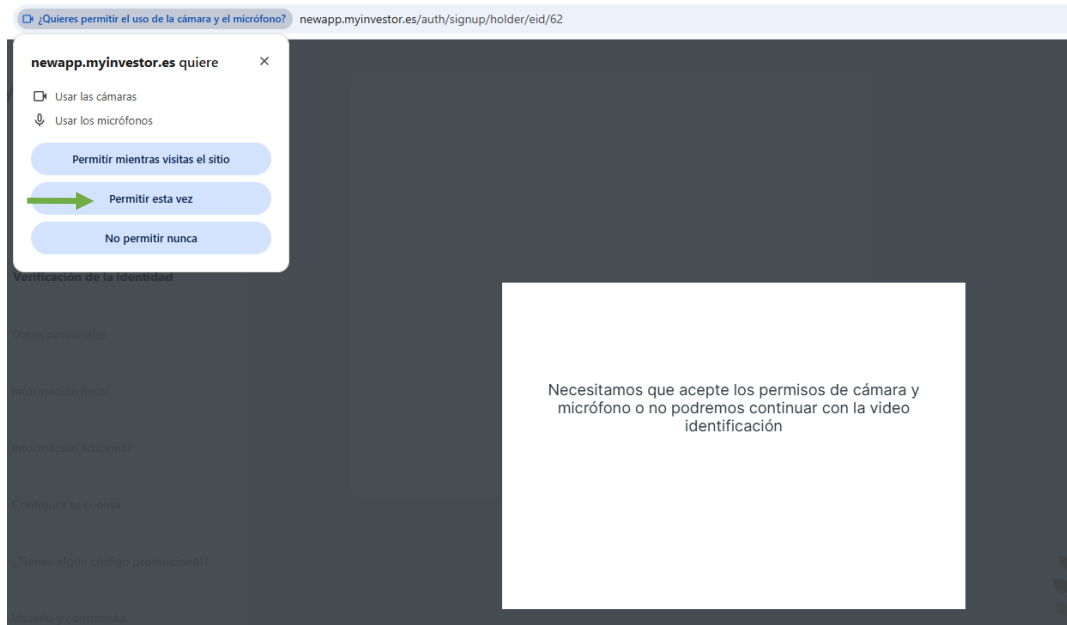 ¿Quieres permitir el uso de la cámara y el micrófono?
newapp.myinvestor.es/auth/signup/holder/eid/62
newapp.myinvestor.es quiere
Usar las cámaras
Usar los micrófonos
Permitir mientras visitas el sitio
Permitir esta vez
No permitir nunca
Verificación de la identidad
Datos personales
Información fiscal
Información adicional
Configura tu cuenta
¿Tienes algún código promocional?
Usuario y contraseña
Necesitamos que acepte los permisos de cámara y
micrófono o no podremos continuar con la video
identificación